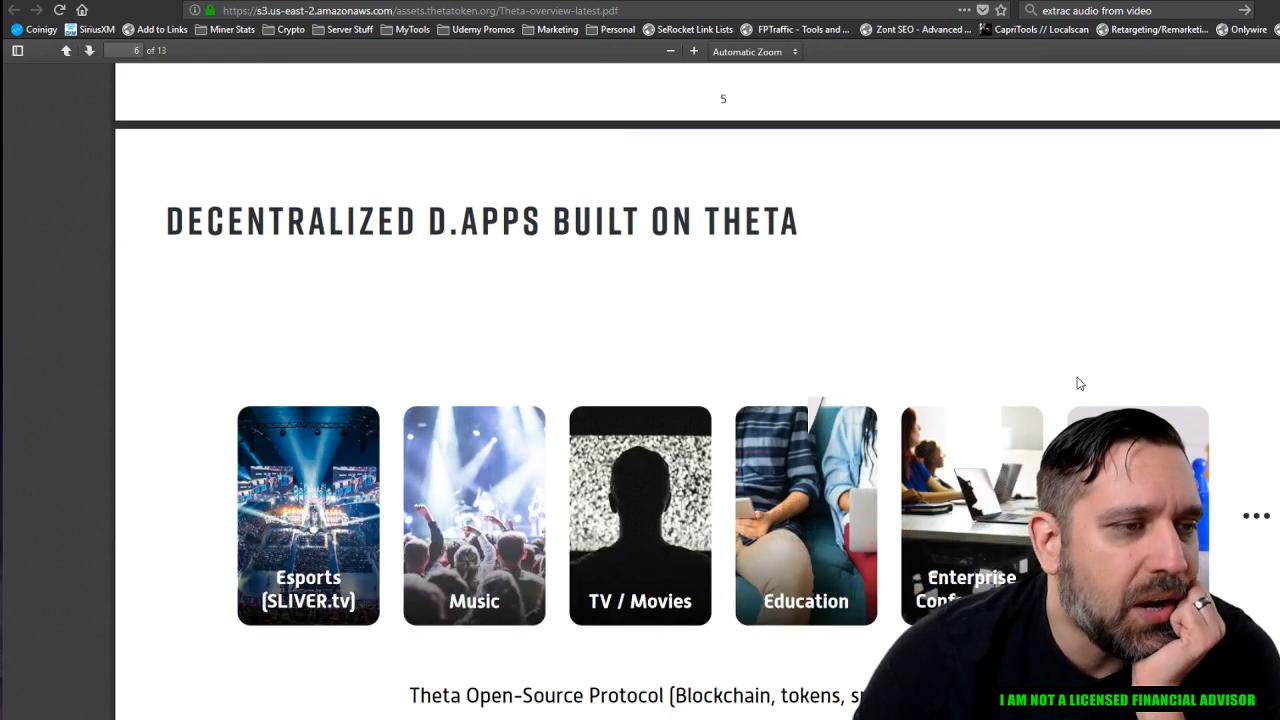 https://s3.us-east-2.amazonaws.com/assets.thetatoken.org/Theta-overview-latest.pdf
extrac audio from video
Coinigy SiriusXM Add to Links Miner Stats Crypto Server Stuff MyTools Udemy Promos Marketing Personal SeRocket Link Lists FPTraffic - Tools and ... Zont SEO - Advanced ... CapriTools // Localscan Retargeting/Remarketi... Onlywire
6 of 13
Automatic Zoom
5
DECENTRALIZED D.APPS BUILT ON THETA
Esports
(SLIVER.tv)
Music
TV / Movies
Education
Enterprise
Theta Open-Source Protocol (Blockchain, tokens,
I AM NOT A LICENSED FINANCIAL ADVISOR